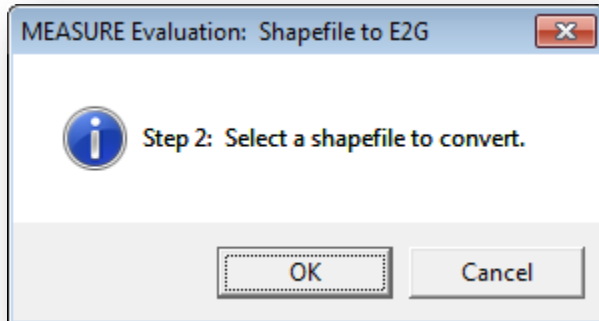 MEASURE Evaluation: Shapefile to E2G
Step 2: Select a shapefile to convert.
OK
Cancel